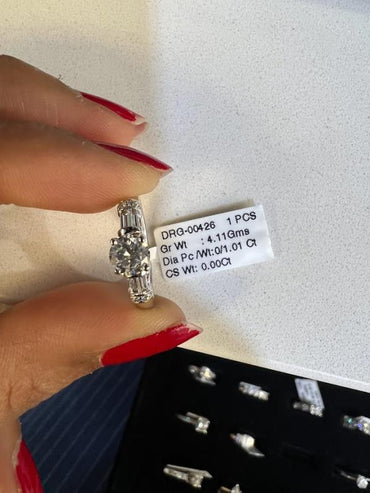 DRG-00426 1 PCS
Gr Wt : 4.11Gms
Dia Pc/Wt:0/1.01 Ct
CS Wt: 0.00Ct